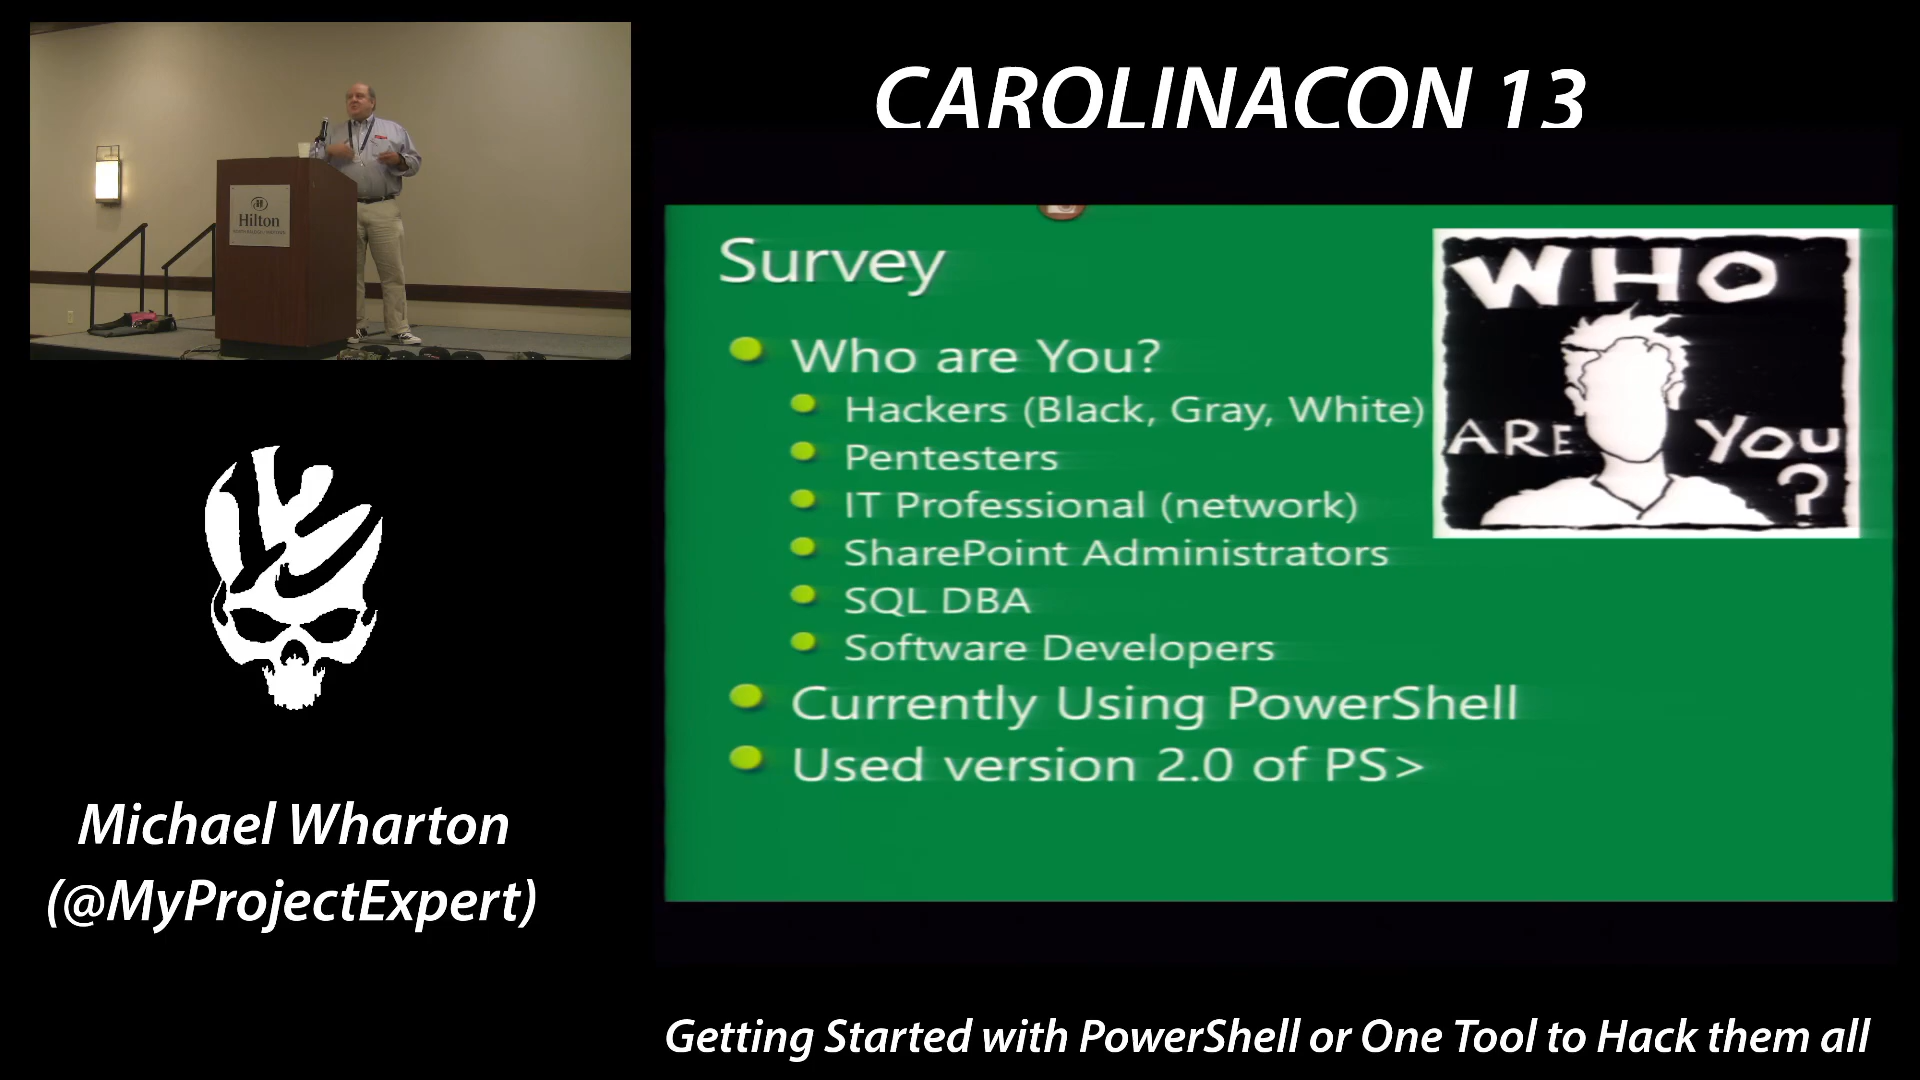 CAROLINACON 13
Hilton
Survey
Who are You?
Hackers (Black, Gray, White)
Pentesters
IT Professional (network)
SharePoint Administrators
SQL DBA
Software Developers
Currently Using PowerShell
Used version 2.0 of PS>
WHO
ARE YOU
?
Michael Wharton
(@MyProjectExpert)
Getting Started with PowerShell or One Tool to Hack them all